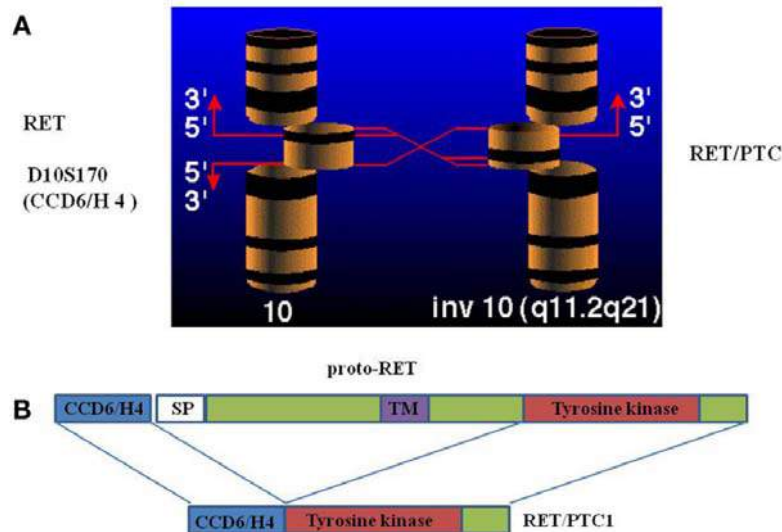 A
3'
5'
RET
5'
3'
D10S170
(CCD6/H 4 )
3'
5'
RET/PTC
10
inv 10 (q11.2q21)
proto-RET
B
CCD6/H4 SP TM Tyrosine kinase
CCD6/H4 Tyrosine kinase RET/PTC1